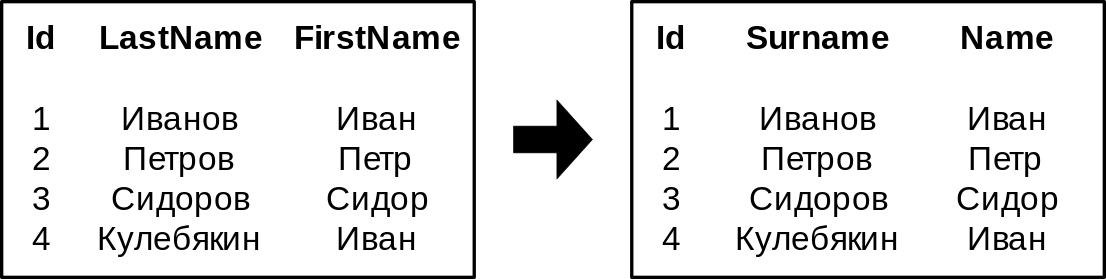 Id LastName FirstName
1 Иванов Иван
2 Петров Петр
3 Сидоров Сидор
4 Кулебякин Иван
Id Surname Name
1 Иванов Иван
2 Петров Петр
3 Сидоров Сидор
4 Кулебякин Иван